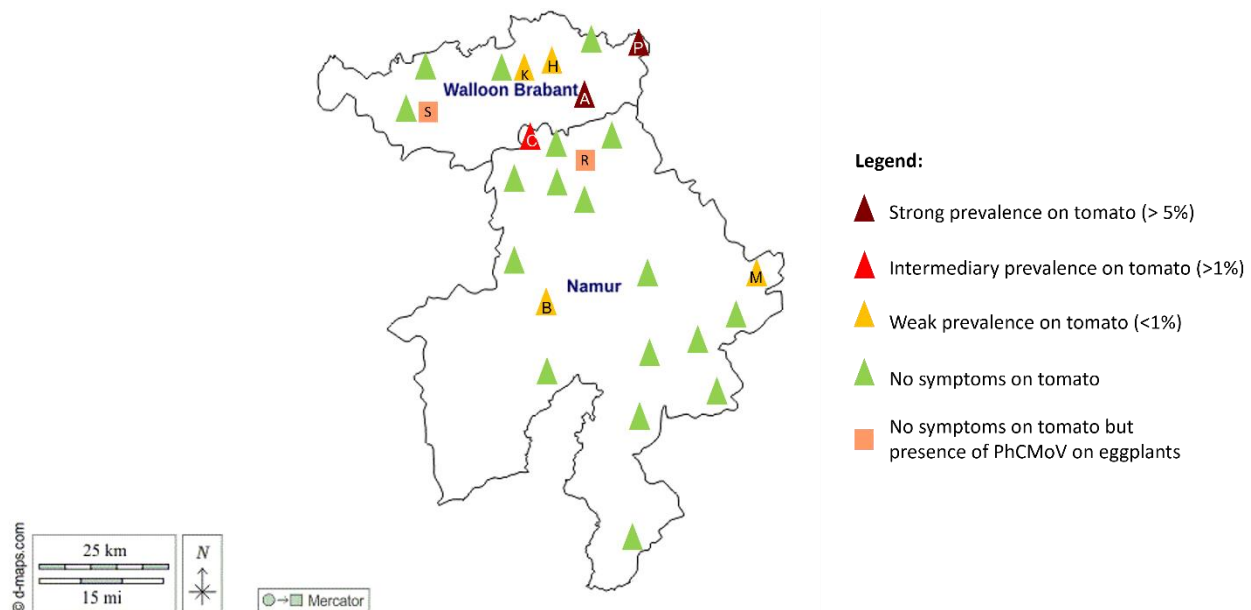 P
H
K
Walloon Brabant
A
S
C
R
Legend:
Strong prevalence on tomato (> 5%)
Intermediary prevalence on tomato (>1%)
M
Namur
B
Weak prevalence on tomato (<1%)
No symptoms on tomato
No symptoms on tomato but
presence of PhCMoV on eggplants
© d-maps.com
25 km
15 mi
N
Mercator